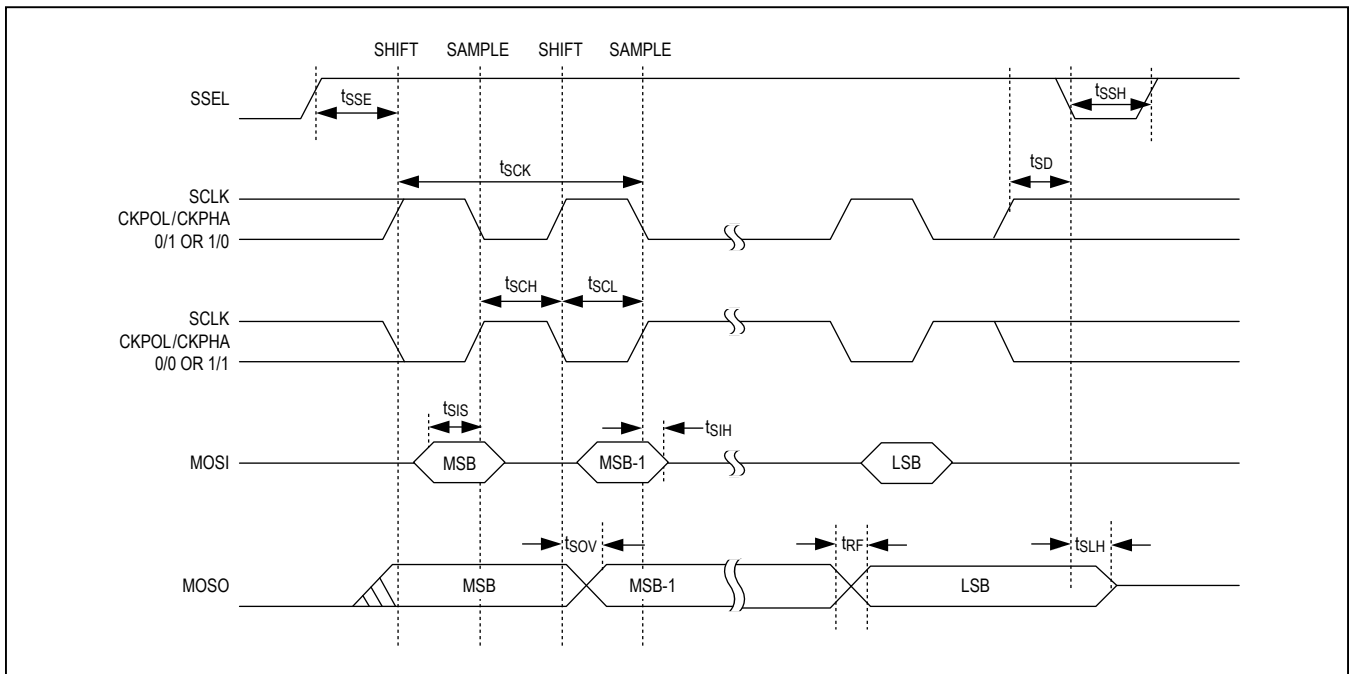 SHIFT SAMPLE SHIFT SAMPLE
SSEL
tSSE
tSSH
tSD
tSCK
SCLK
CKPOL/CKPHA
0/1 OR 1/0
tSCH tSCL
SCLK
CKPOL/CKPHA
0/0 OR 1/1
tSIS
tSIH
MOSI
MSB MSB-1 LSB
tSOV tRF tSLH
MOSO
MSB MSB-1 LSB